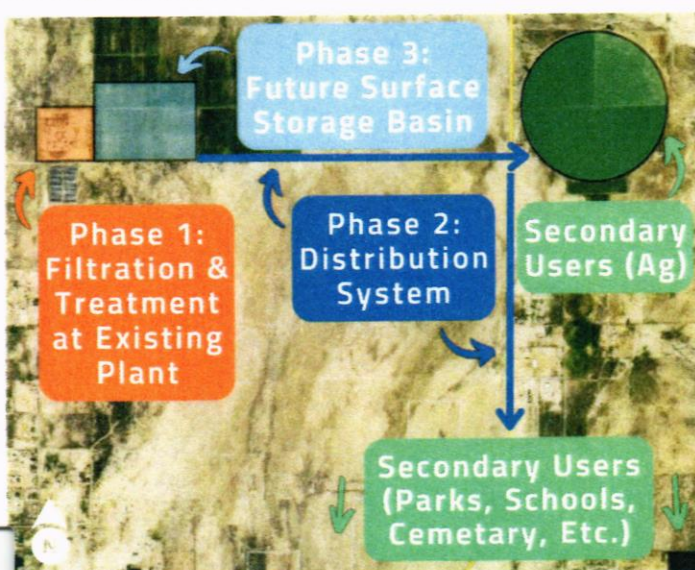 Phase 3:
Future Surface
Storage Basin
Phase 1:
Filtration &
Treatment
at Existing
Plant
Phase 2:
Distribution
System
Secondary
Users (Ag)
Secondary Users
(Parks, Schools,
Cemetary, Etc.)